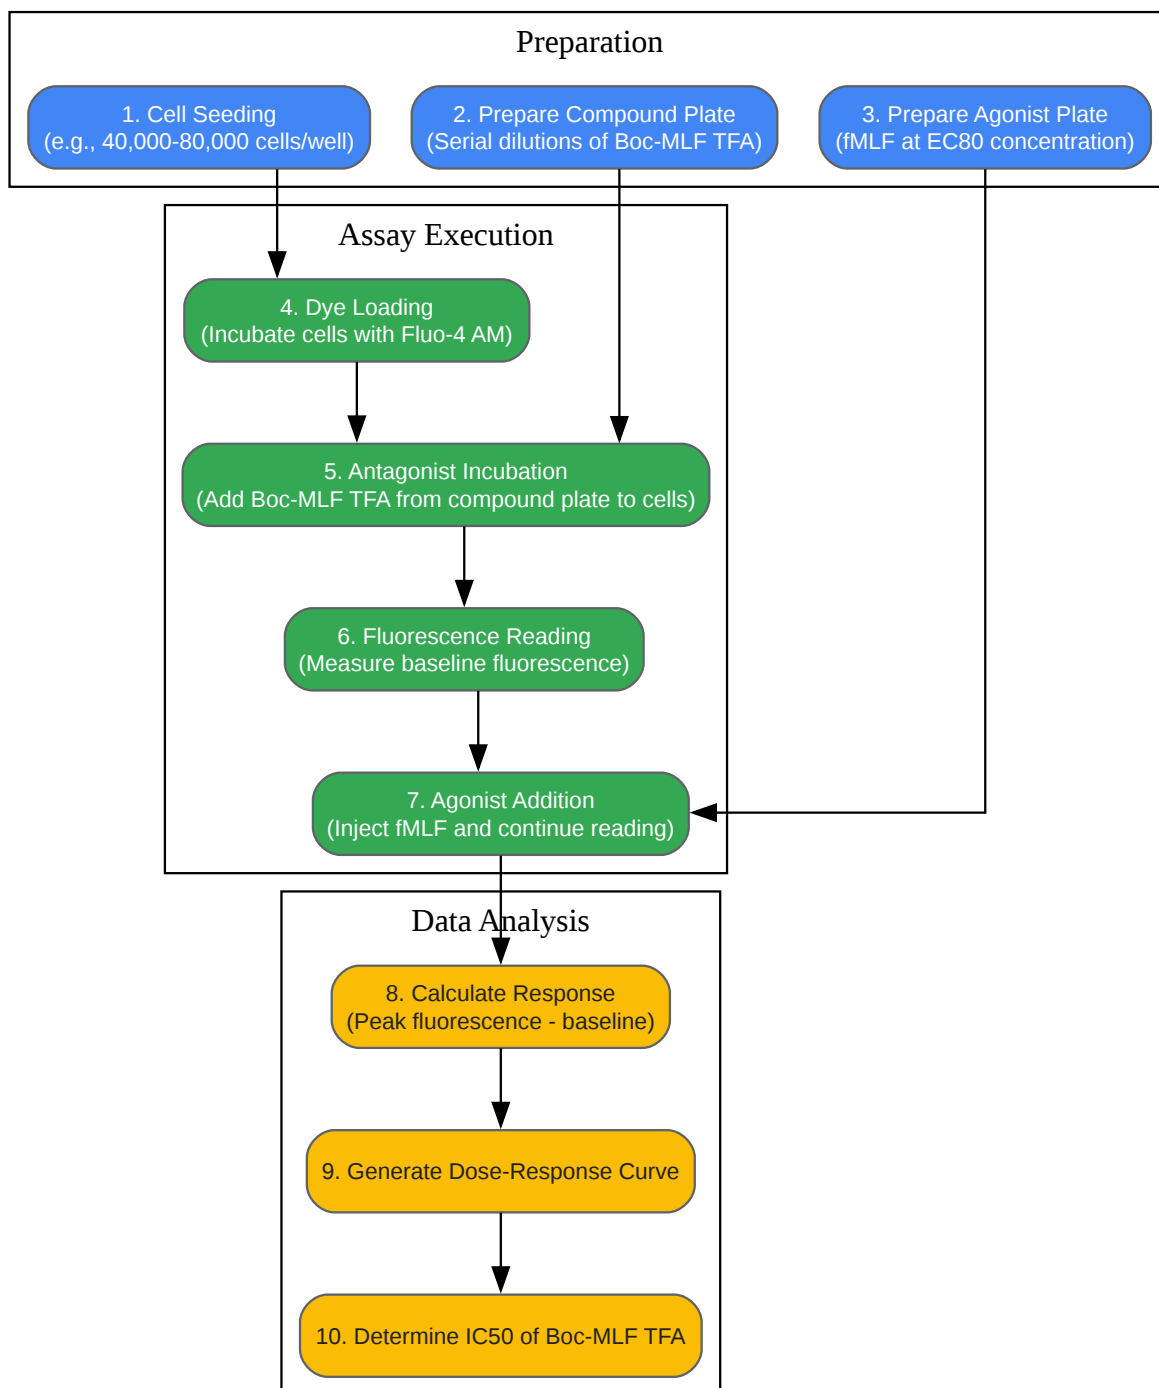 Preparation
1. Cell Seeding
(e.g., 40,000-80,000 cells/well)
2. Prepare Compound Plate
(Serial dilutions of Boc-MLF TFA)
3. Prepare Agonist Plate
(fMLF at EC80 concentration)
Assay Execution
4. Dye Loading
(Incubate cells with Fluo-4 AM)
5. Antagonist Incubation
(Add Boc-MLF TFA from compound plate to cells)
6. Fluorescence Reading
(Measure baseline fluorescence)
7. Agonist Addition
(Inject fMLF and continue reading)
Data Analysis
8. Calculate Response
(Peak fluorescence - baseline)
9. Generate Dose-Response Curve
10. Determine IC50 of Boc-MLF TFA